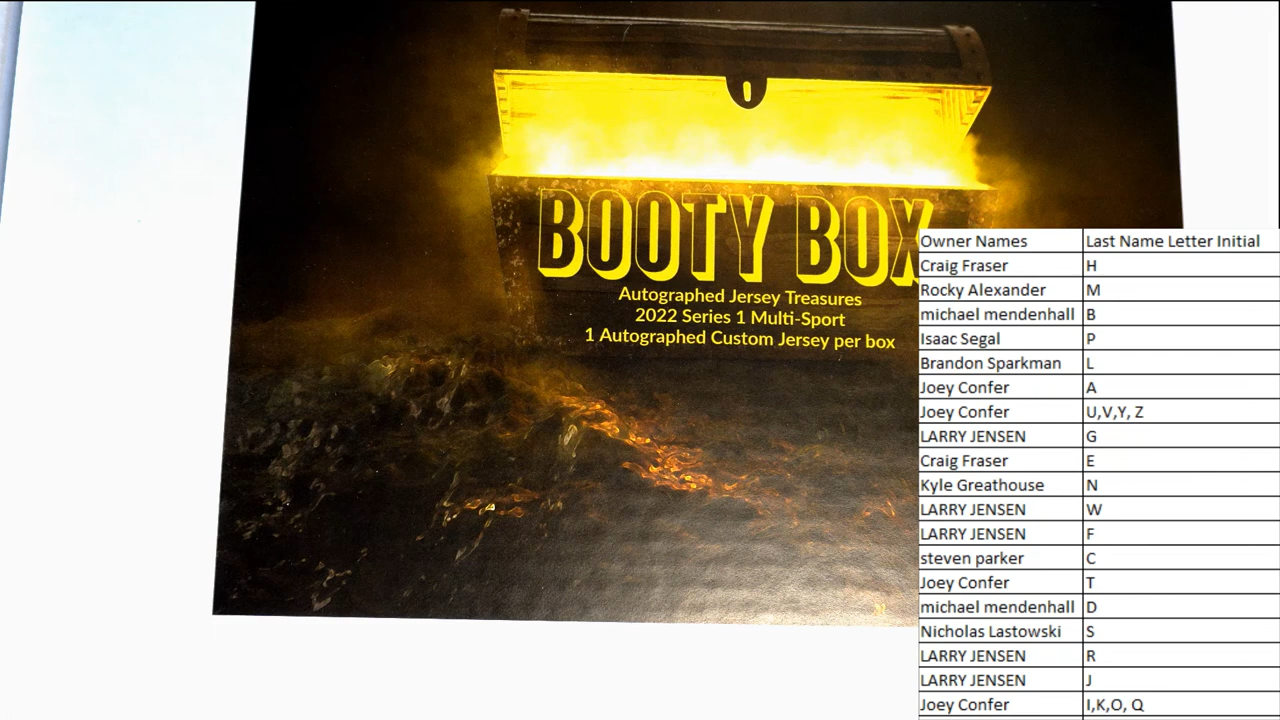 BOOTY BOX
Autographed Jersey Treasures
2022 Series 1 Multi-Sport
1 Autographed Custom Jersey per box
Owner Names Last Name Letter Initial
Craig Fraser H
Rocky Alexander M
michael mendenhall B
Isaac Segal P
Brandon Sparkman L
Joey Confer A
Joey Confer U,V,Y, Z
LARRY JENSEN G
Craig Fraser E
Kyle Greathouse N
LARRY JENSEN W
LARRY JENSEN F
steven parker C
Joey Confer T
michael mendenhall D
Nicholas Lastowski S
LARRY JENSEN R
LARRY JENSEN J
Joey Confer I,K,O, Q